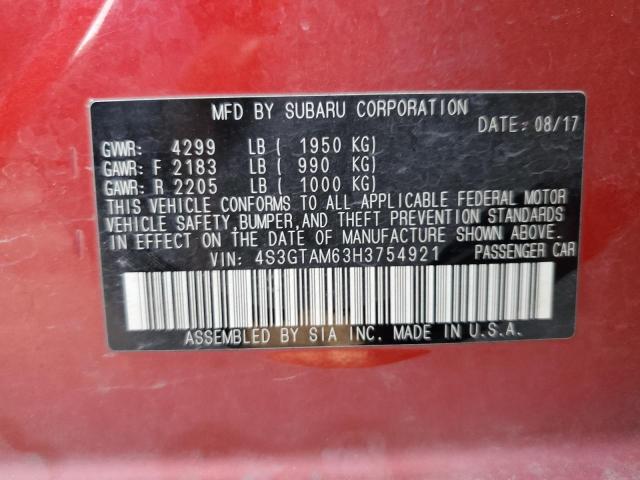 MFD BY SUBARU CORPORATION
DATE: 08/17
GVWR: 4299 LB ( 1950 KG)
GAWR: F 2183 LB ( 990 KG)
GAWR: R 2205 LB ( 1000 KG)
THIS VEHICLE CONFORMS TO ALL APPLICABLE FEDERAL MOTOR
VEHICLE SAFETY,BUMPER,AND THEFT PREVENTION STANDARDS
IN EFFECT ON THE DATE OF MANUFACTURE SHOWN ABOVE.
VIN: 4S3GTAM63H3754921 PASSENGER CAR
ASSEMBLED BY SIA INC. MADE IN U.S.A.